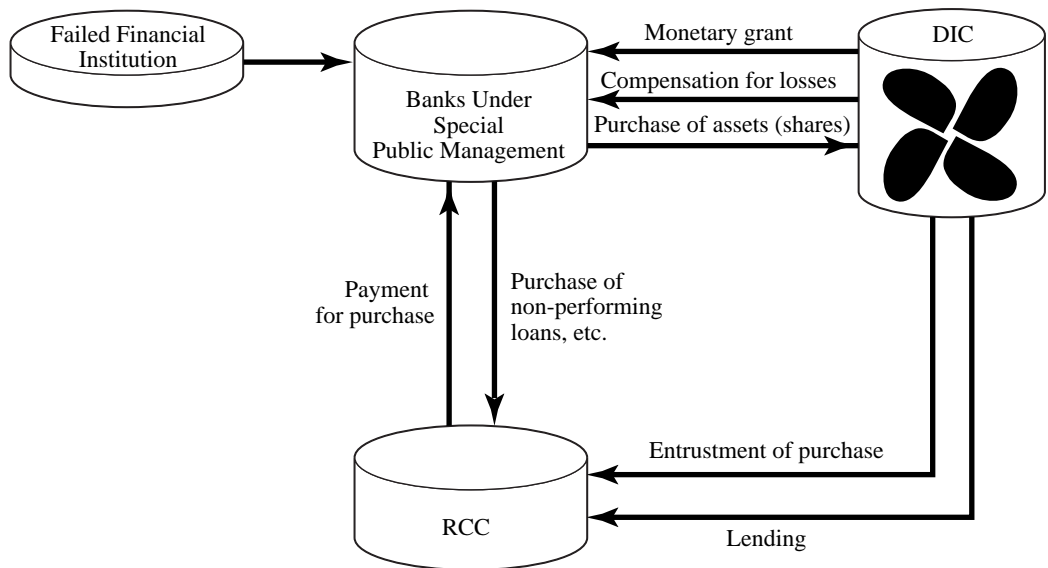 Failed Financial
Institution
Banks Under
Special
Public Management
Monetary grant
Compensation for losses
Purchase of assets (shares)
DIC
Payment
for purchase
Purchase of
non-performing
loans, etc.
Entrustment of purchase
RCC
Lending